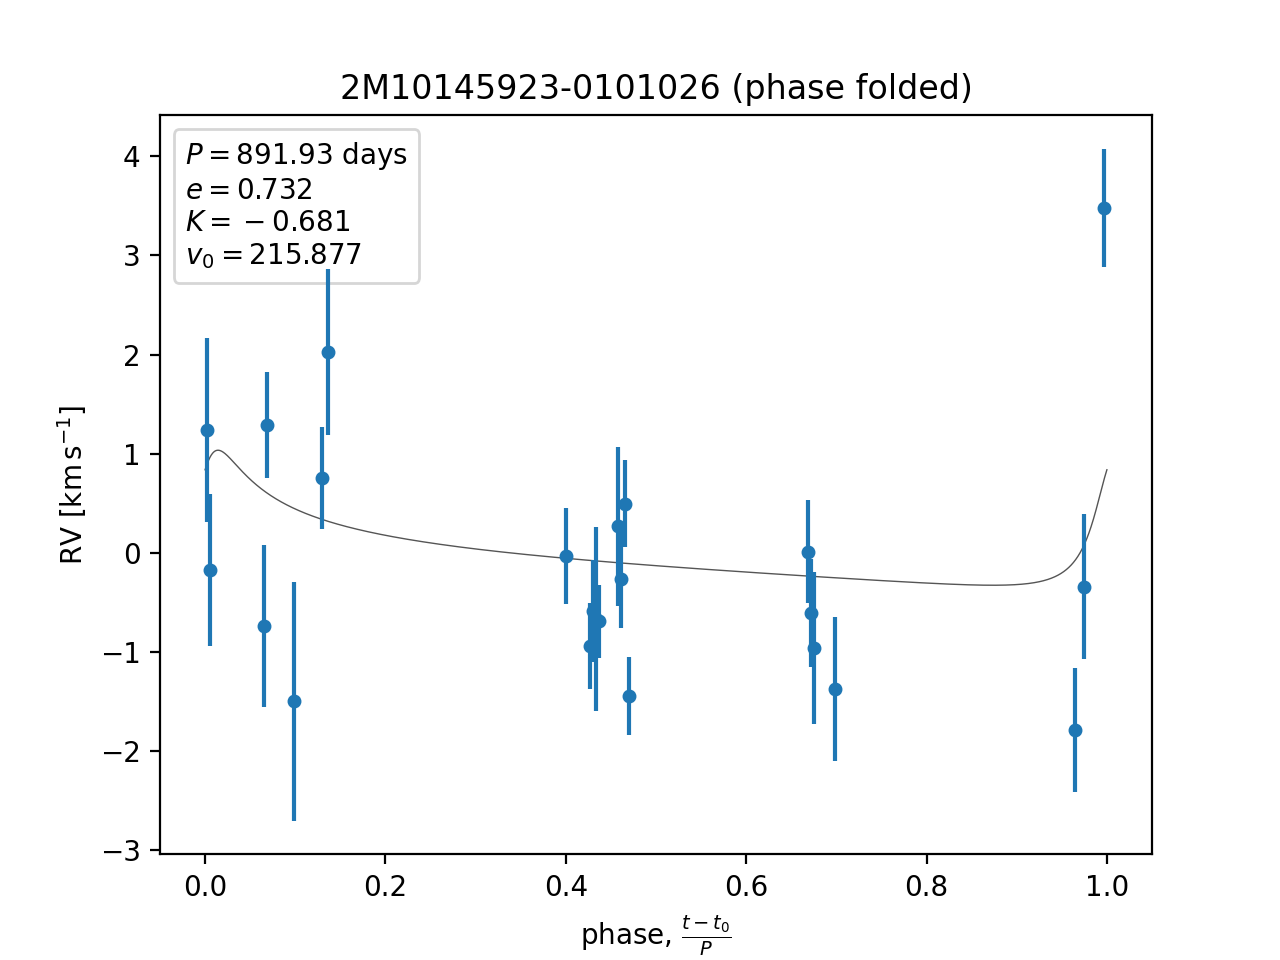 2M10145923-0101026 (phase folded)
P = 891.93 days
e = 0.732
K = −0.681
v₀ = 215.877
RV [km s⁻¹]
4
3
2
1
0
−1
−2
−3
0.0 0.2 0.4 0.6 0.8 1.0
phase, (t − t₀)/P